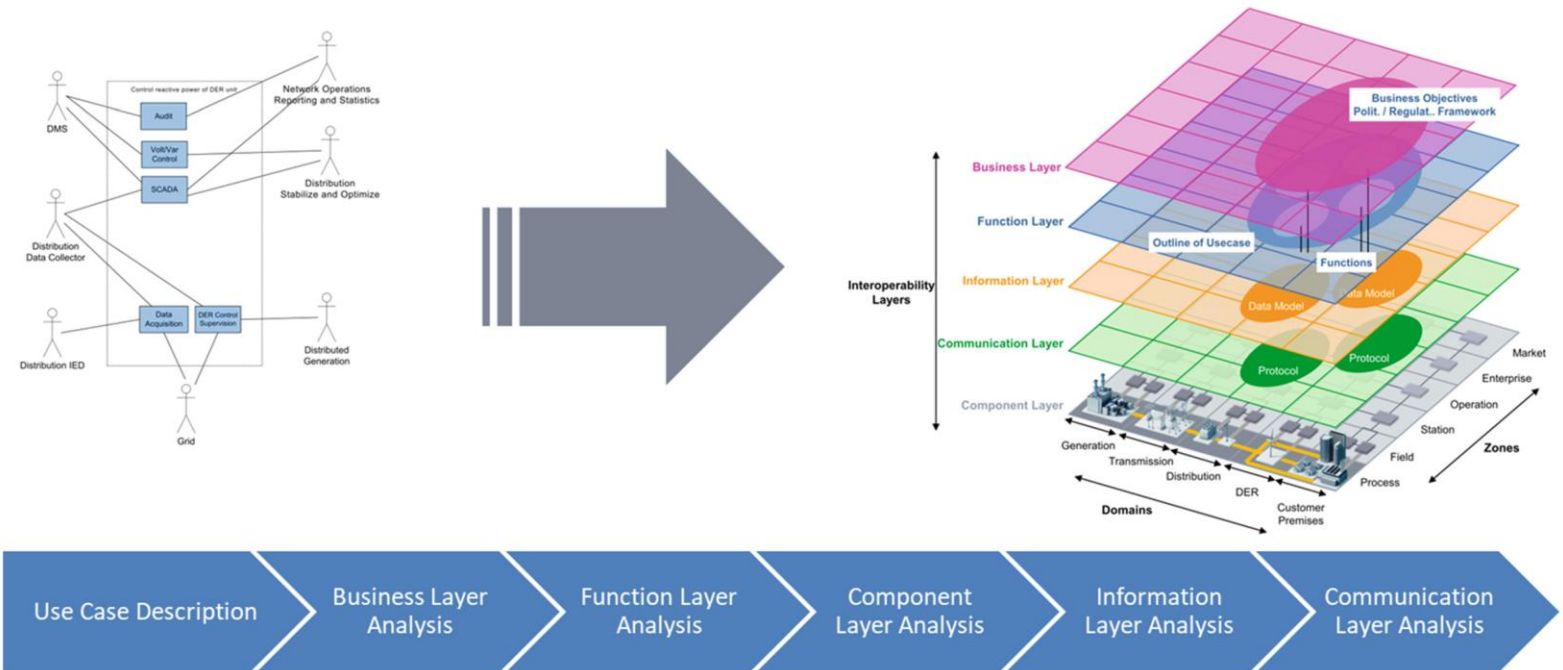 Control reactive power of DER unit
Audit
Volt/Var
Control
SCADA
Data
Acquisition
DER Control
Supervision
DMS
Distribution
Data Collector
Distribution IED
Grid
Network Operations
Reporting and Statistics
Distribution
Stabilize and Optimize
Distributed
Generation
Interoperability
Layers
Business Layer
Function Layer
Information Layer
Communication Layer
Component Layer
Business Objectives
Polit. / Regulat.. Framework
Outline of Usecase
Functions
Data Model
Data Model
Protocol
Protocol
Market
Enterprise
Operation
Station
Field
Process
Zones
Generation
Transmission
Distribution
DER
Customer
Premises
Domains
Use Case Description
Business Layer
Analysis
Function Layer
Analysis
Component
Layer Analysis
Information
Layer Analysis
Communication
Layer Analysis